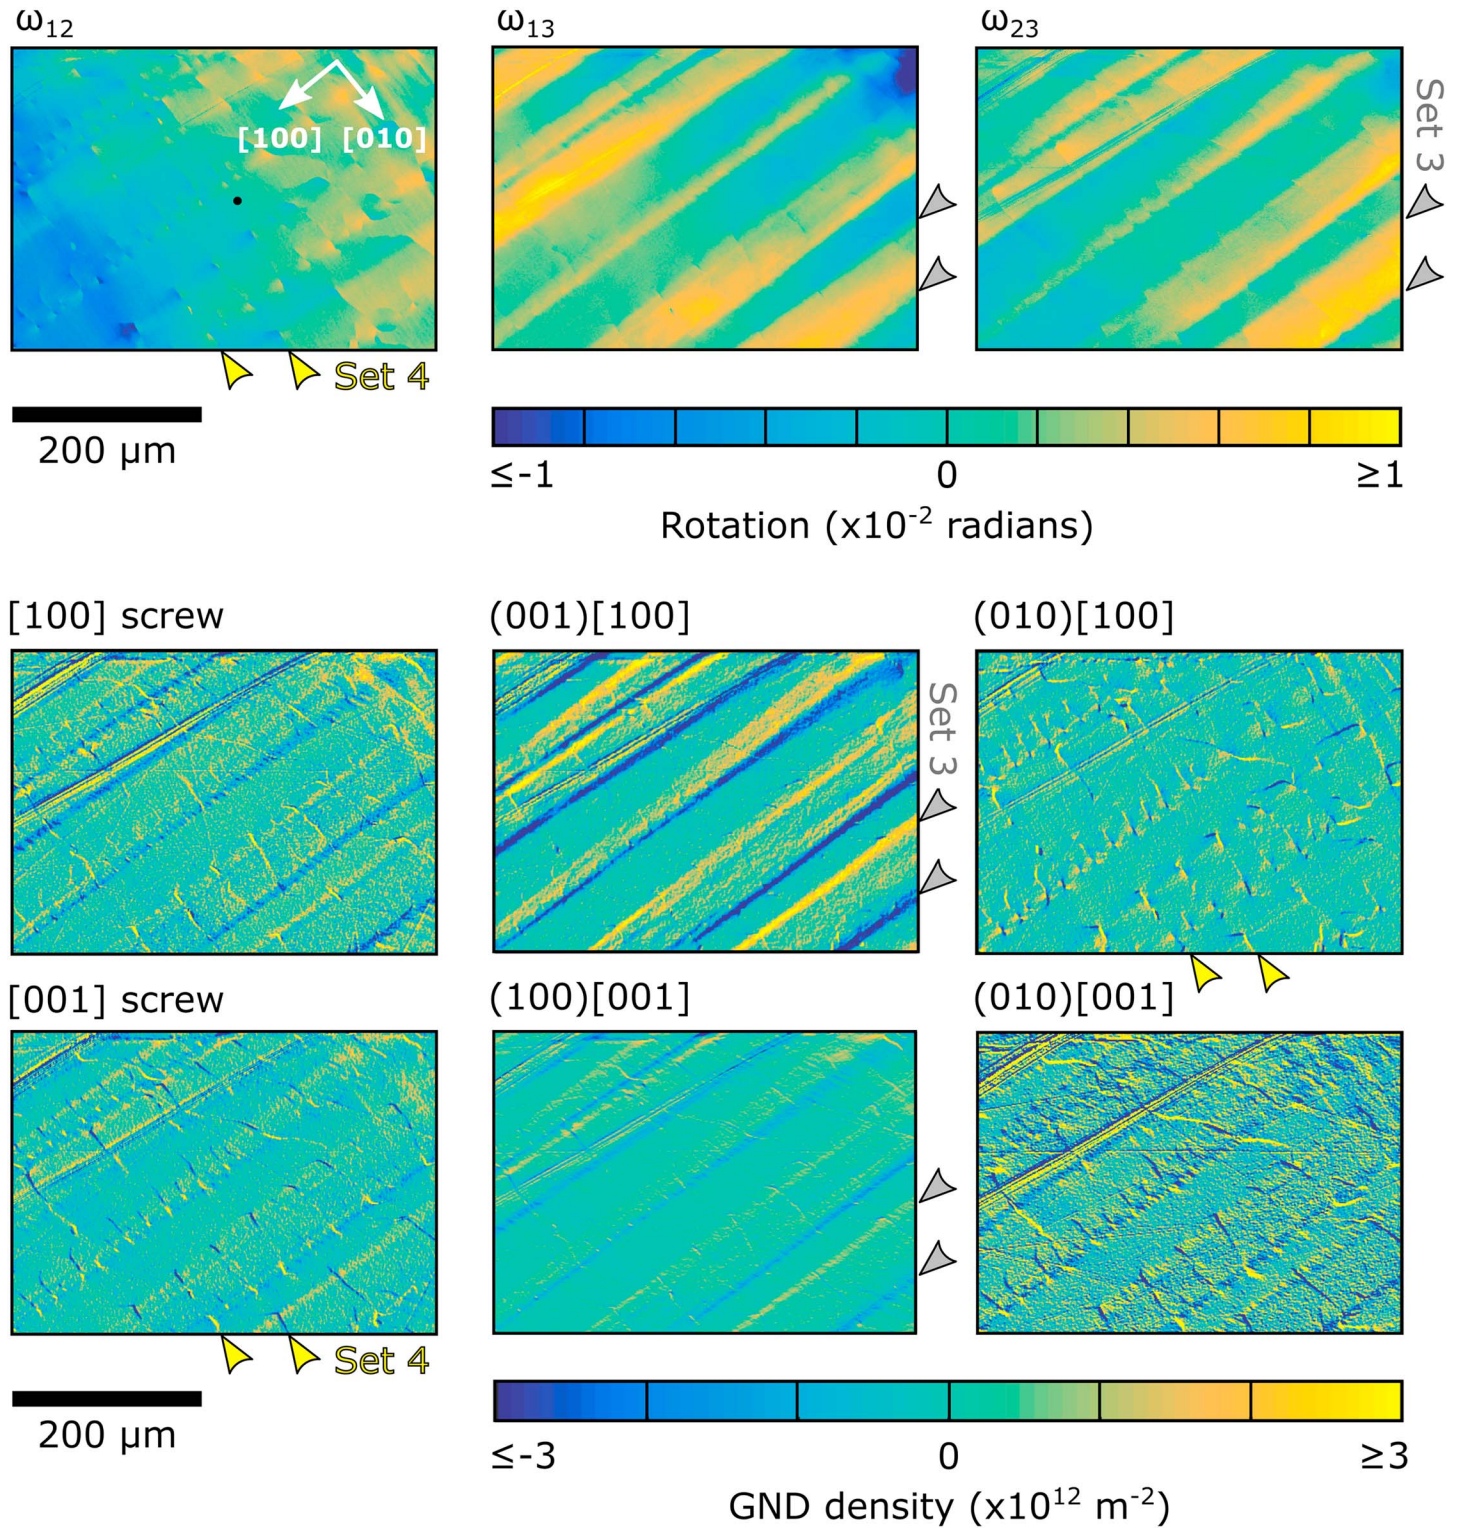 ω₁₂
ω₁₃
ω₂₃
[100] [010]
Set 3
Set 4
200 μm
≤-1
0
≥1
Rotation (x10⁻² radians)
[100] screw
(001)[100]
(010)[100]
Set 3
[001] screw
(100)[001]
(010)[001]
Set 4
200 μm
≤-3
0
≥3
GND density (x10¹² m⁻²)